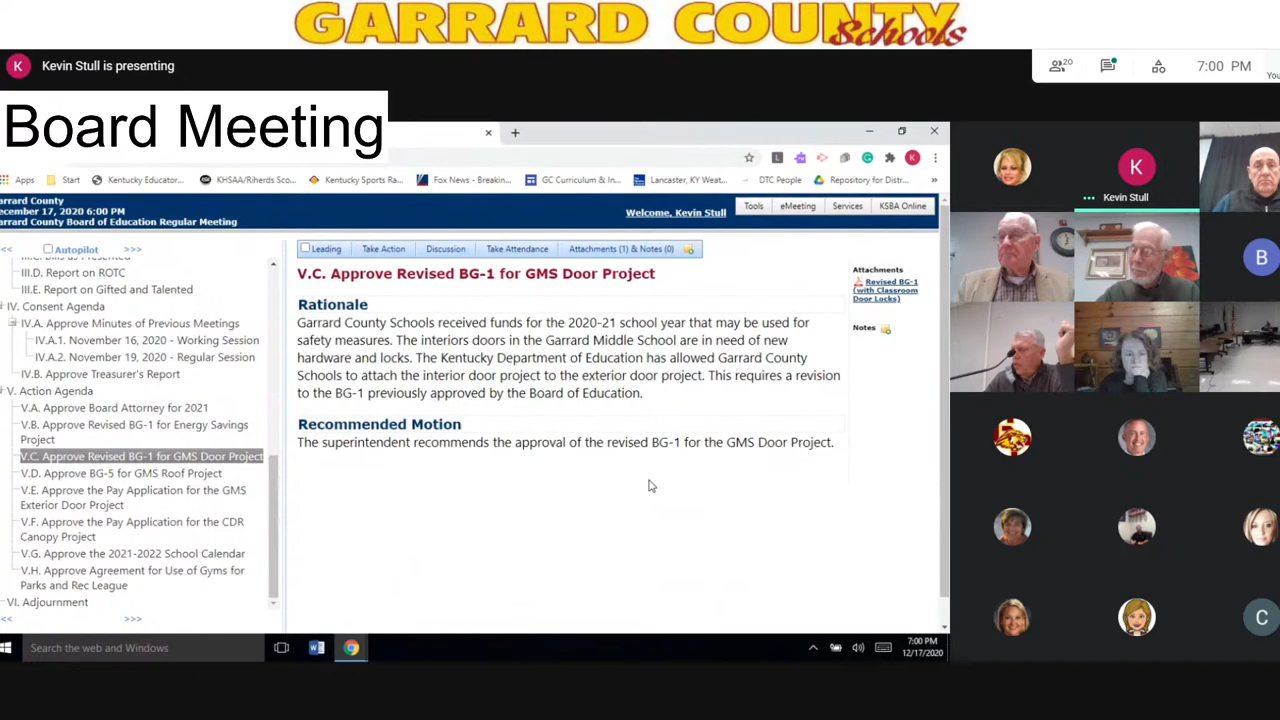 GARRARD COUNTY
Schools
K Kevin Stull is presenting
20
7:00 PM
You
Board Meeting
Apps Start Kentucky Educator... KHSAA/Riherds Sco... Kentucky Sports Ra... Fox News - Breakin... GC Curriculum & In... Lancaster, KY Weat... DTC People Repository for Distr... »
arrard County
ecember 17, 2020 6:00 PM
arrard County Board of Education Regular Meeting
Welcome, Kevin Stull
Tools eMeeting Services KSBA Online
<< Autopilot >>>
III.D. Report on ROTC
III.E. Report on Gifted and Talented
IV. Consent Agenda
IV.A. Approve Minutes of Previous Meetings
IV.A.1. November 16, 2020 - Working Session
IV.A.2. November 19, 2020 - Regular Session
IV.B. Approve Treasurer's Report
V. Action Agenda
V.A. Approve Board Attorney for 2021
V.B. Approve Revised BG-1 for Energy Savings
Project
V.C. Approve Revised BG-1 for GMS Door Project
V.D. Approve BG-5 for GMS Roof Project
V.E. Approve the Pay Application for the GMS
Exterior Door Project
V.F. Approve the Pay Application for the CDR
Canopy Project
V.G. Approve the 2021-2022 School Calendar
V.H. Approve Agreement for Use of Gyms for
Parks and Rec League
VI. Adjournment
<< >>>
Leading Take Action Discussion Take Attendance Attachments (1) & Notes (0)
V.C. Approve Revised BG-1 for GMS Door Project
Rationale
Garrard County Schools received funds for the 2020-21 school year that may be used for
safety measures. The interiors doors in the Garrard Middle School are in need of new
hardware and locks. The Kentucky Department of Education has allowed Garrard County
Schools to attach the interior door project to the exterior door project. This requires a revision
to the BG-1 previously approved by the Board of Education.
Recommended Motion
The superintendent recommends the approval of the revised BG-1 for the GMS Door Project.
Attachments
Revised BG-1
(with Classroom
Door Locks)
Notes
K
Kevin Stull
B
C
Search the web and Windows
7:00 PM
12/17/2020